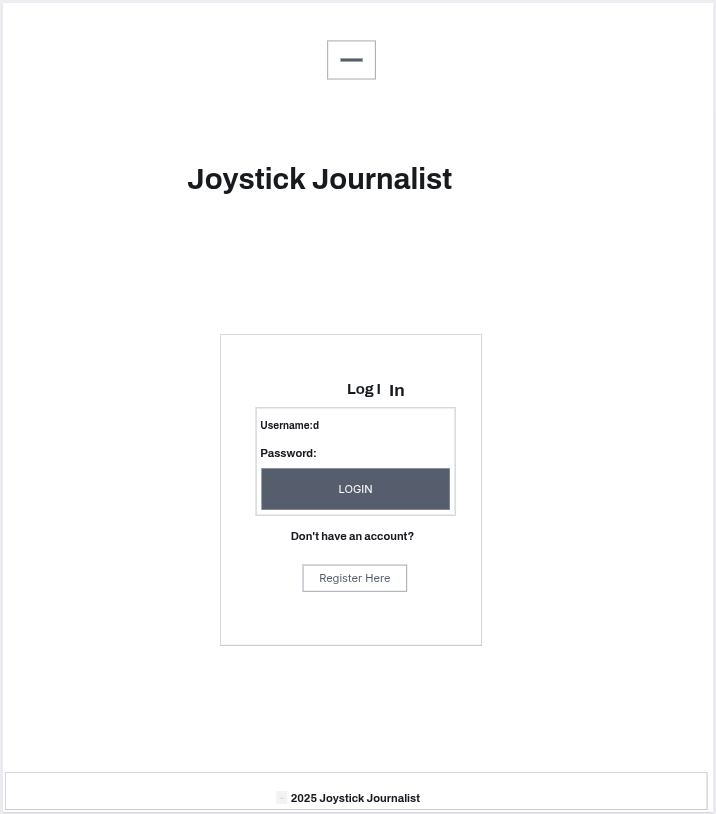 Joystick Journalist
Log I In
Username:d
Password:
LOGIN
Don't have an account?
Register Here
2025 Joystick Journalist